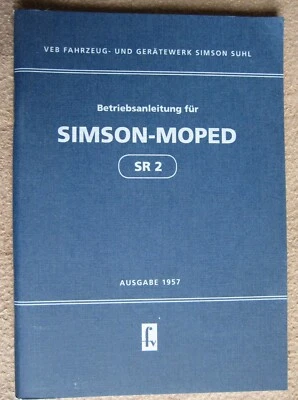 VEB FAHRZEUG- UND GERÄTEWERK SIMSON SUHL
Betriebsanleitung für
SIMSON-MOPED
SR 2
AUSGABE 1957
fv